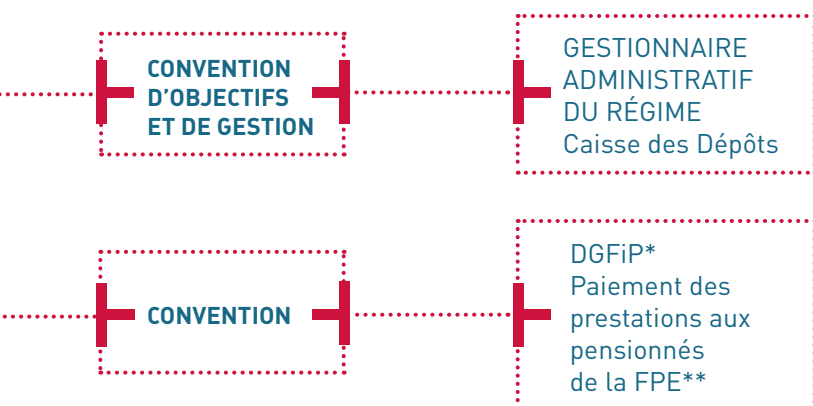 CONVENTION
D'OBJECTIFS
ET DE GESTION
GESTIONNAIRE
ADMINISTRATIF
DU RÉGIME
Caisse des Dépôts
CONVENTION
DGFiP*
Paiement des
prestations aux
pensionnés
de la FPE**